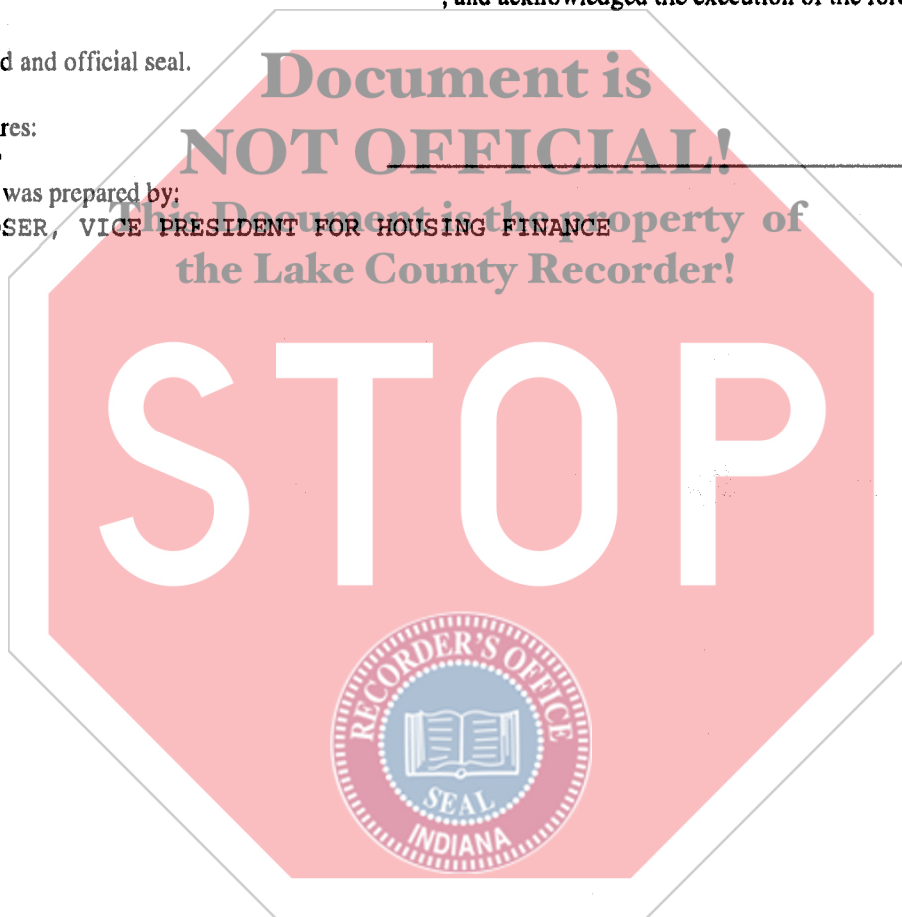 , and acknowledged the execution of the
d and official seal.
Document is
res:
NOT OFFICIAL!
was prepared by:
This Document is the property of
SER, VICE PRESIDENT FOR HOUSING FINANCE
the Lake County Recorder!
STOP
RECORDER'S OFFICE
SEAL
INDIANA